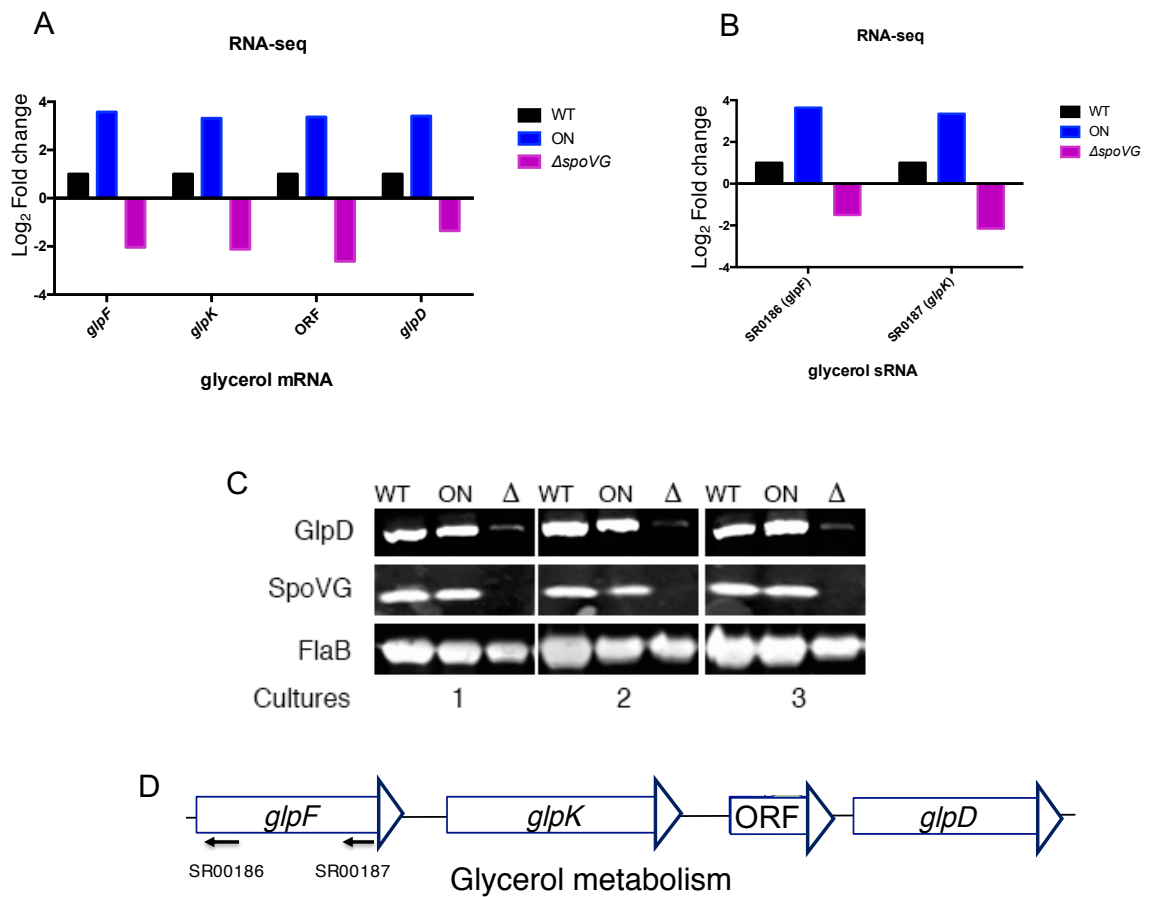 A
RNA-seq
Log2 Fold change
4
2
0
-2
-4
glpF
glpK
ORF
glpD
glycerol mRNA
WT
ON
ΔspoVG
B
RNA-seq
Log2 Fold change
4
2
0
-2
-4
SR0186 (glpF)
SR0187 (glpK)
glycerol sRNA
WT
ON
ΔspoVG
C
WT ON Δ WT ON Δ WT ON Δ
GlpD
SpoVG
FlaB
Cultures 1 2 3
D
glpF glpK ORF glpD
SR00186 SR00187
Glycerol metabolism